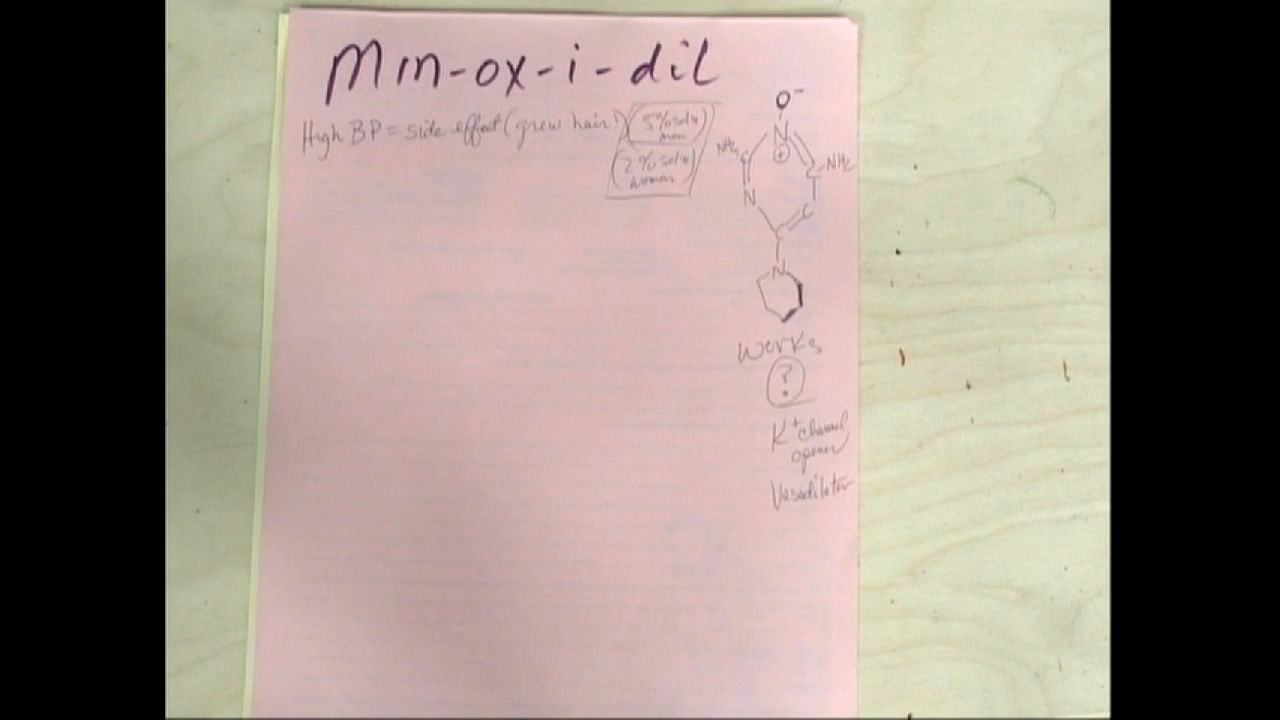 Min-ox-i-dil
High BP = side effect (grew hair)
5% soln
men
2% soln
women
O⁻
N
⊕
NH₂
C
C-NH₂
N
C
C
N
Works
?
K⁺ channel
opener
Vasodilator